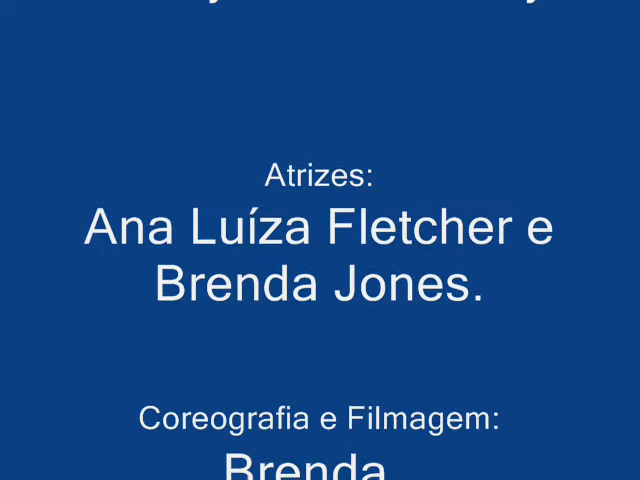 Atrizes:
Ana Luíza Fletcher e
Brenda Jones.
Coreografia e Filmagem:
Brenda